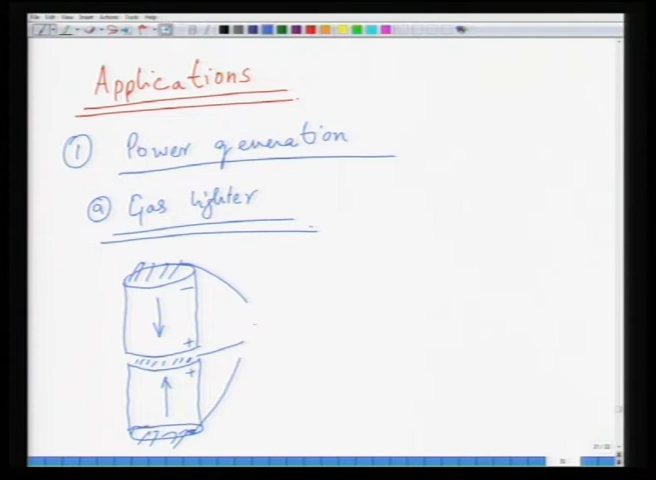 Applications
① Power generation
ⓐ Gas lighter
−
+
+